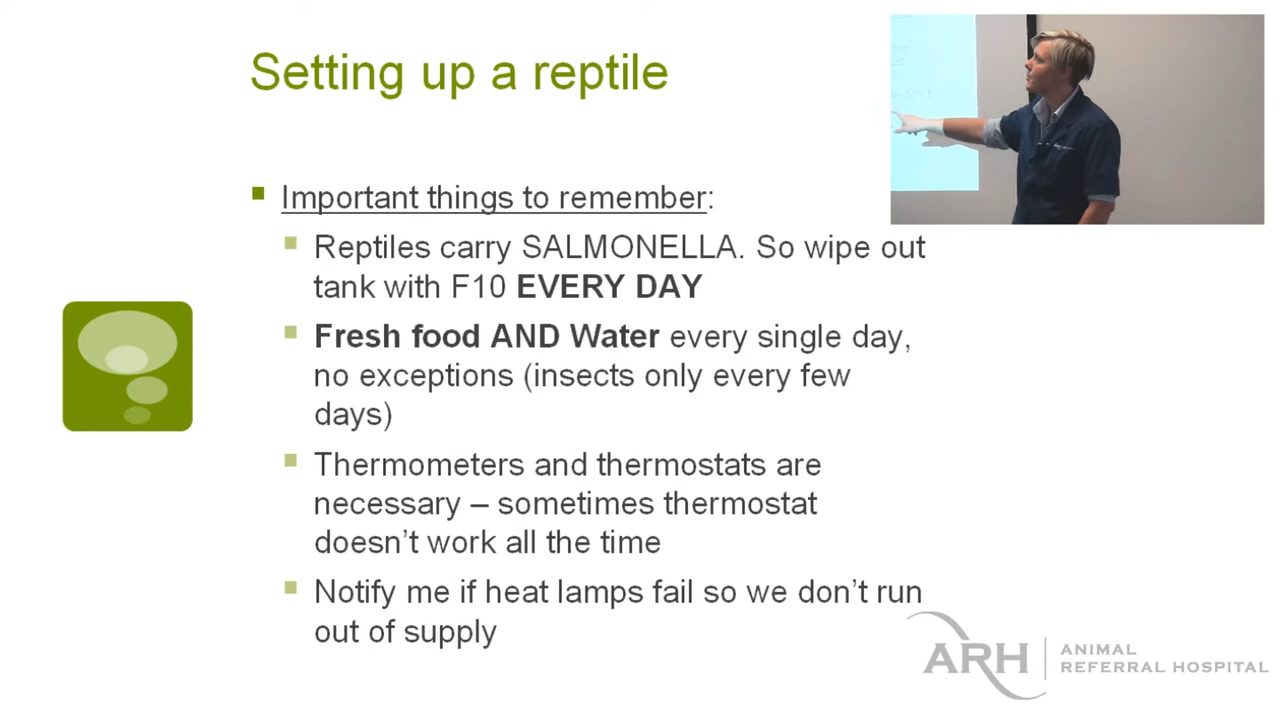 Setting up a reptile
Important things to remember:
Reptiles carry SALMONELLA. So wipe out
tank with F10 EVERY DAY
Fresh food AND Water every single day,
no exceptions (insects only every few
days)
Thermometers and thermostats are
necessary – sometimes thermostat
doesn’t work all the time
Notify me if heat lamps fail so we don’t run
out of supply
ARH ANIMAL
REFERRAL HOSPITAL